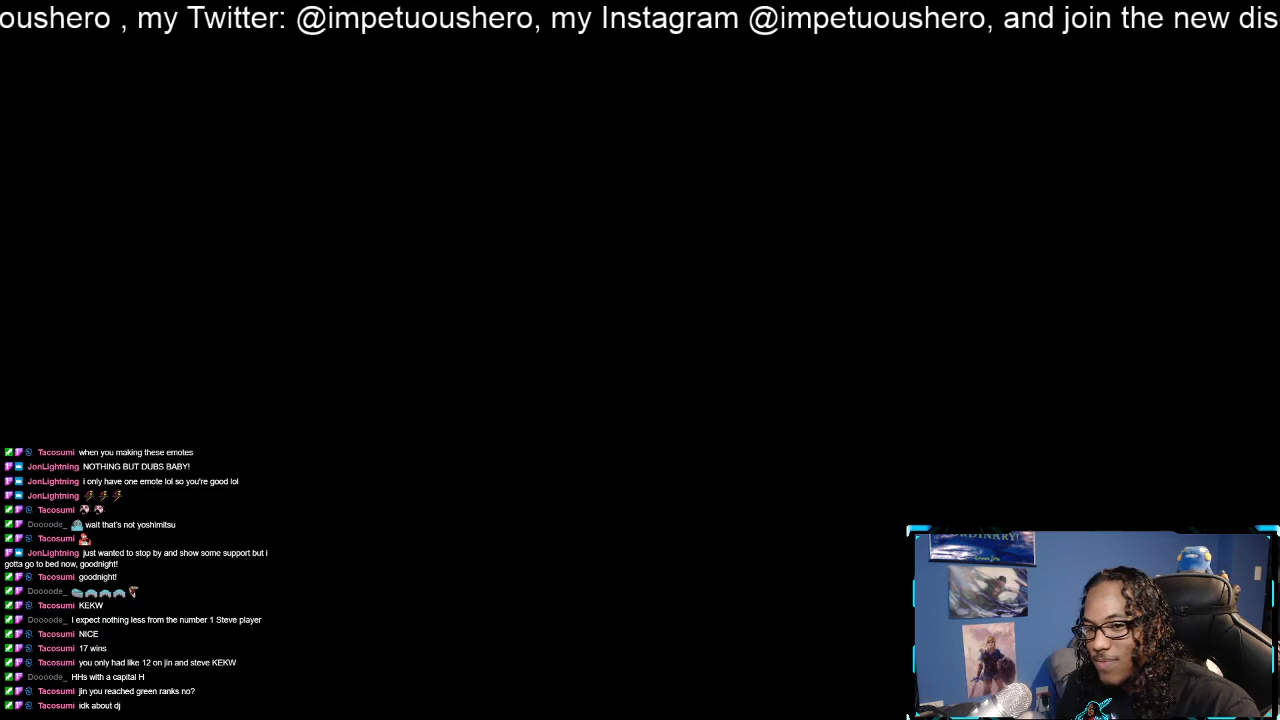 oushero , my Twitter: @impetuoushero, my Instagram @impetuoushero, and join the new dis
Tacosumi when you making these emotes
JonLightning NOTHING BUT DUBS BABY!
JonLightning i only have one emote lol so you're good lol
JonLightning
Tacosumi
Doooode_ wait that's not yoshimitsu
Tacosumi
JonLightning just wanted to stop by and show some support but i
gotta go to bed now, goodnight!
Tacosumi goodnight!
Doooode_
Tacosumi KEKW
Doooode_ I expect nothing less from the number 1 Steve player
Tacosumi NICE
Tacosumi 17 wins
Tacosumi you only had like 12 on jin and steve KEKW
Doooode_ HHs with a capital H
Tacosumi jin you reached green ranks no?
Tacosumi idk about dj
RDINARY!